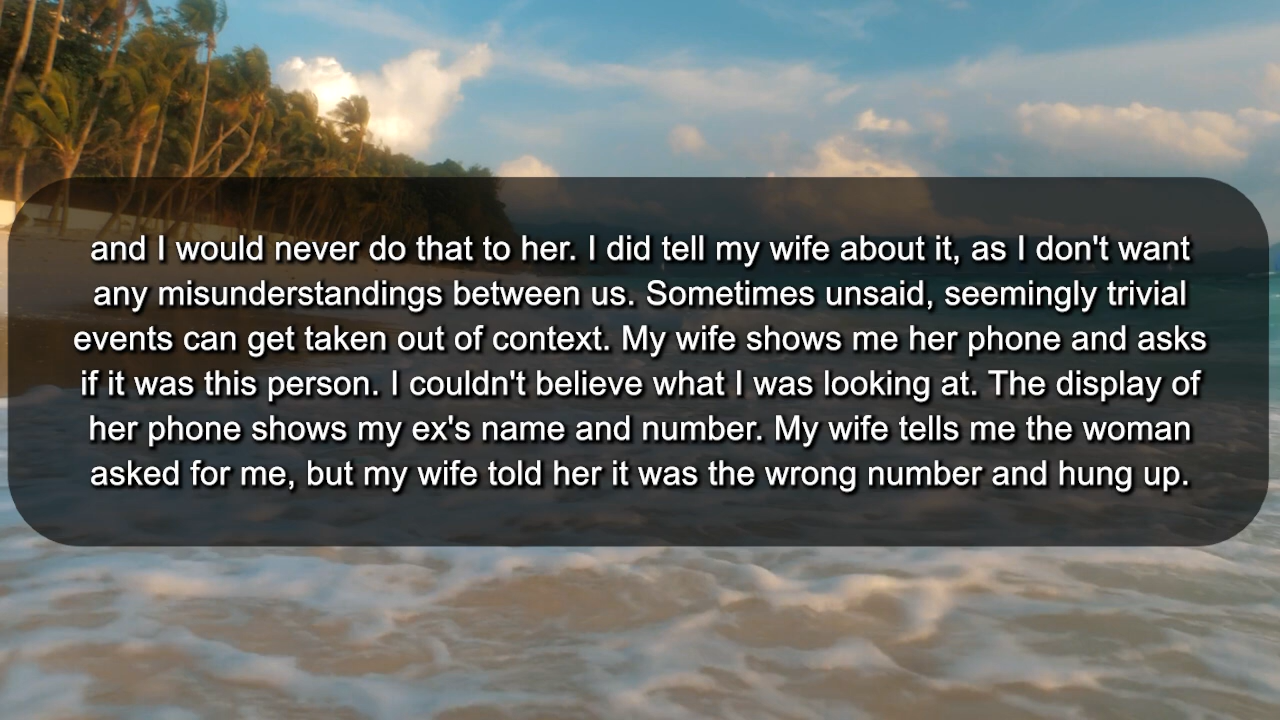 and I would never do that to her. I did tell my wife about it, as I don't want
any misunderstandings between us. Sometimes unsaid, seemingly trivial
events can get taken out of context. My wife shows me her phone and asks
if it was this person. I couldn't believe what I was looking at. The display of
her phone shows my ex's name and number. My wife tells me the woman
asked for me, but my wife told her it was the wrong number and hung up.